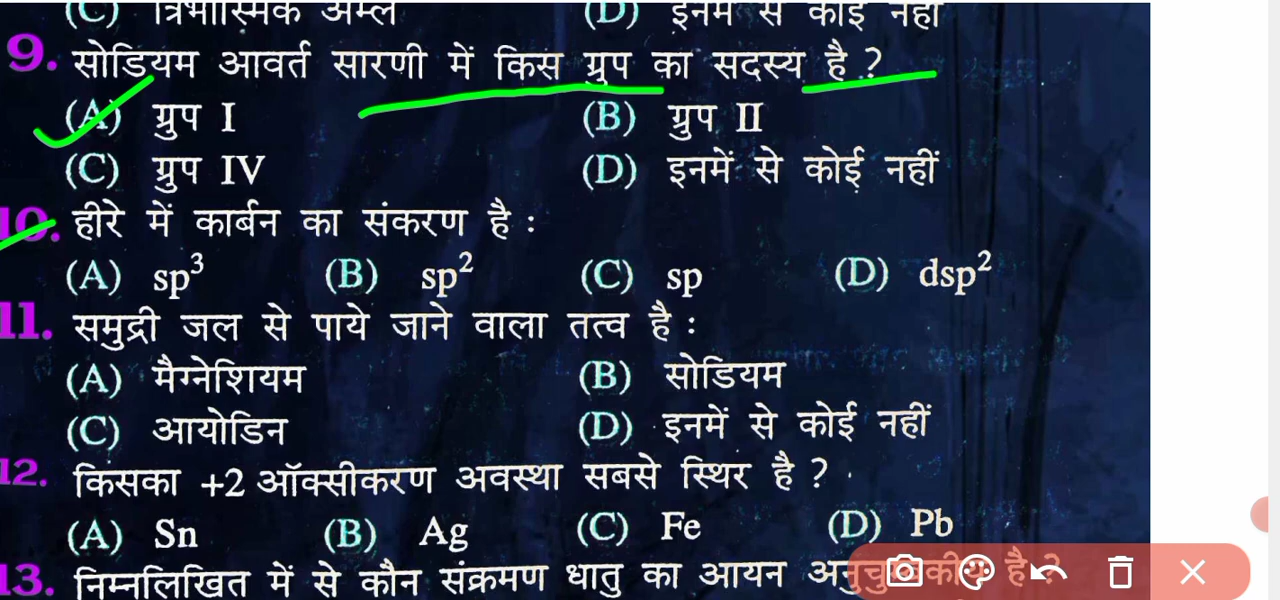 (C) त्रिभास्मिक अम्ल (D) इनमें से कोई नहीं
9. सोडियम आवर्त सारणी में किस ग्रुप का सदस्य है ?
(A) ग्रुप I (B) ग्रुप II
(C) ग्रुप IV (D) इनमें से कोई नहीं
10. हीरे में कार्बन का संकरण है :
(A) sp³ (B) sp² (C) sp (D) dsp²
11. समुद्री जल से पाये जाने वाला तत्व है :
(A) मैग्नेशियम (B) सोडियम
(C) आयोडिन (D) इनमें से कोई नहीं
12. किसका +2 ऑक्सीकरण अवस्था सबसे स्थिर है ?
(A) Sn (B) Ag (C) Fe (D) Pb
13. निम्नलिखित में से कौन संक्रमण धातु का आयन है ?